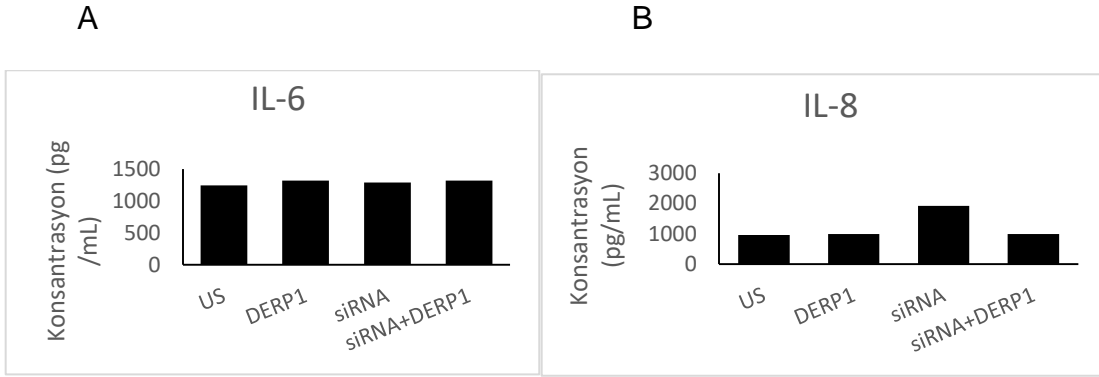 A
B
IL-6
Konsantrasyon (pg
/mL)
1500
1000
500
0
US
DERP1
siRNA
siRNA+DERP1
IL-8
Konsantrasyon
(pg/mL)
3000
2000
1000
0
US
DERP1
siRNA
siRNA+DERP1